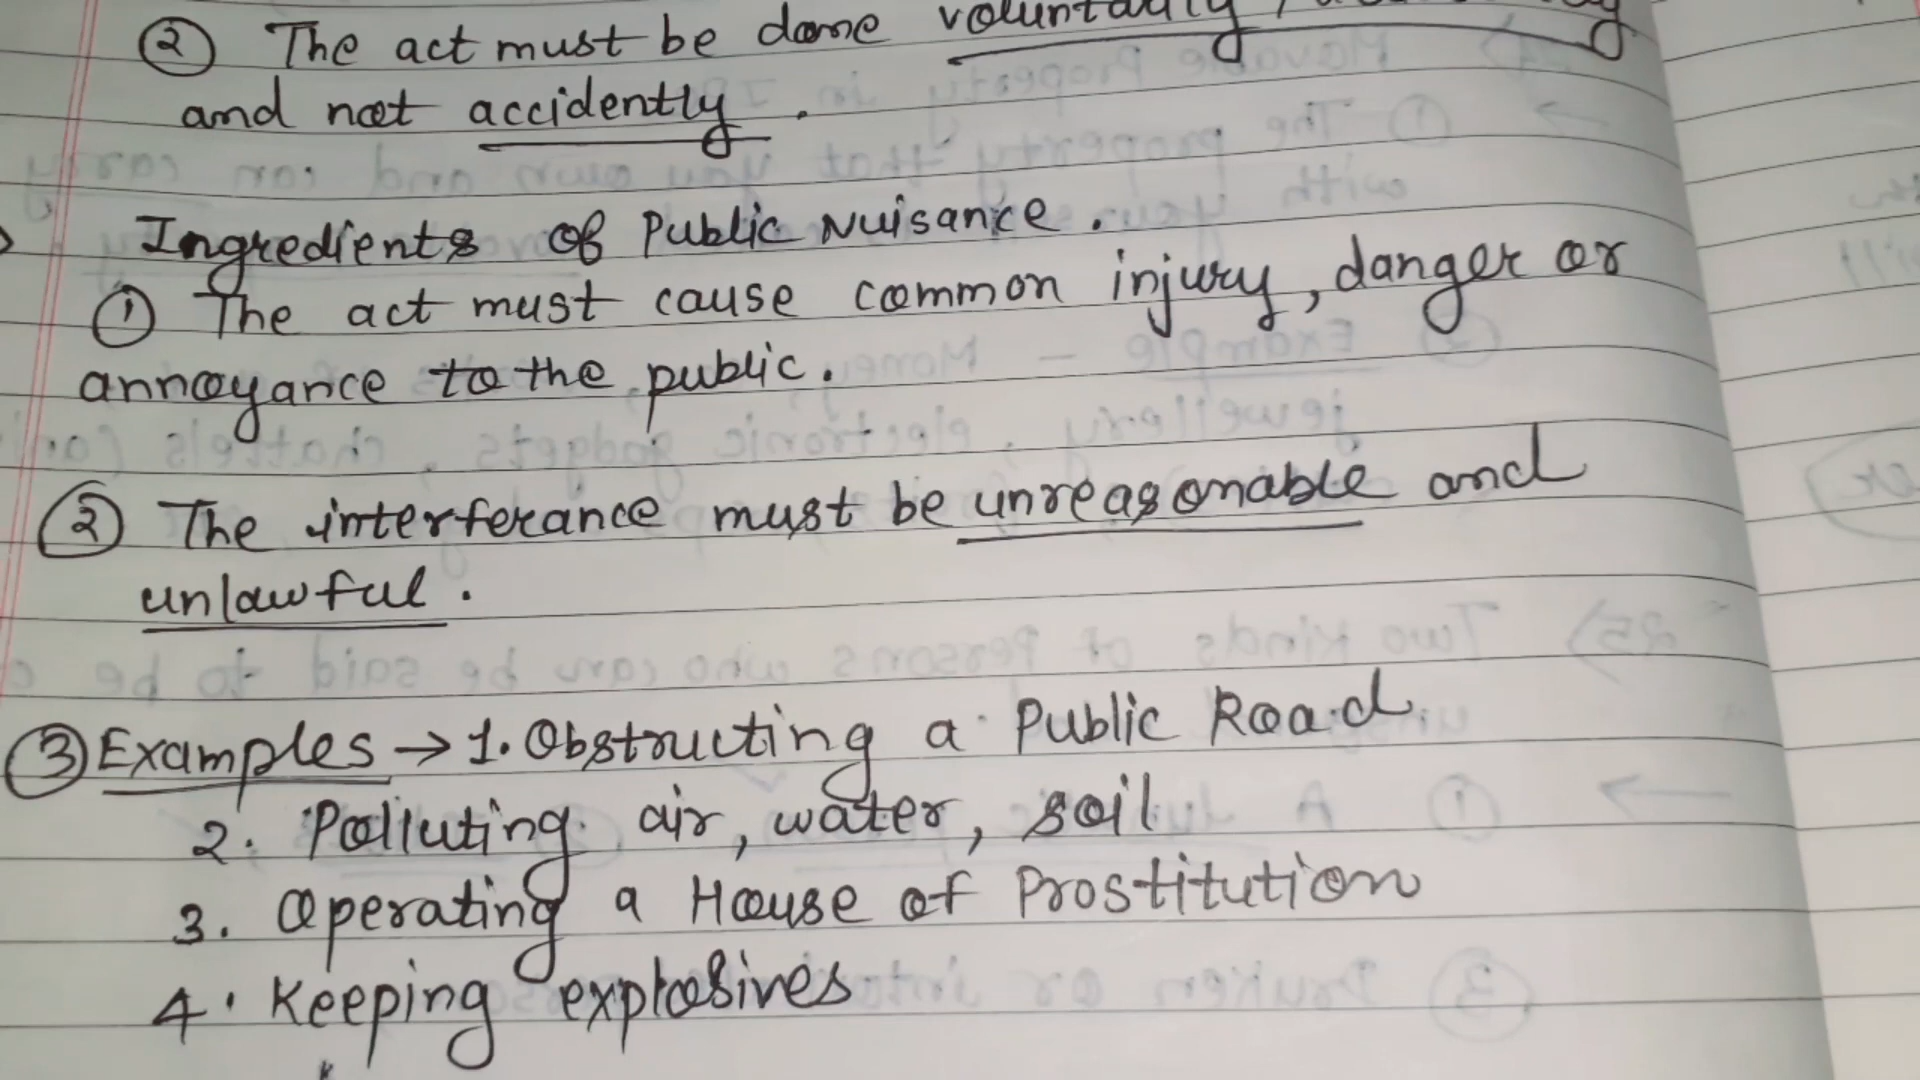 ② The act must be done voluntarily
and not accidently.
Ingredients of Public Nuisance.
① The act must cause common injury, danger or
annoyance to the public.
② The interferance must be unreasonable and
unlawful.
③ Examples → 1. Obstructing a Public Road
2. Polluting air, water, soil
3. Operating a House of Prostitution
4. Keeping explosives